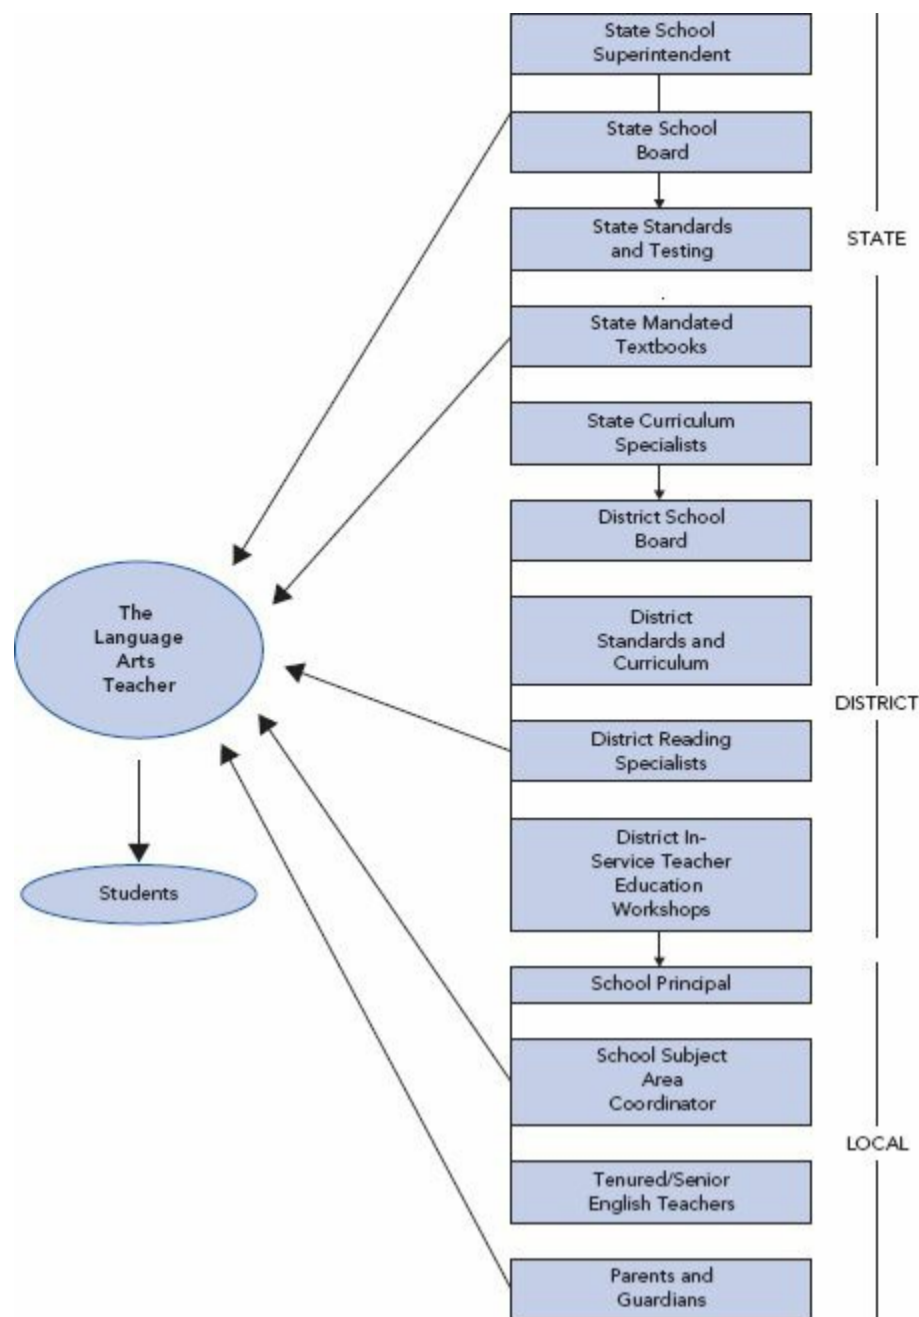 State School
Superintendent
State School
Board
State Standards
and Testing
STATE
State Mandated
Textbooks
State Curriculum
Specialists
District School
Board
The
Language
Arts
Teacher
District
Standards and
Curriculum
DISTRICT
District Reading
Specialists
District In-
Service Teacher
Education
Workshops
Students
School Principal
School Subject
Area
Coordinator
LOCAL
Tenured/Senior
English Teachers
Parents and
Guardians